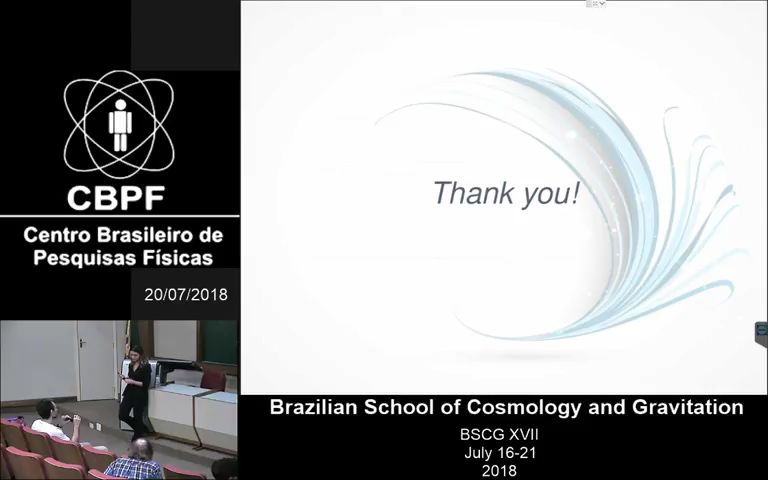 CBPF
Centro Brasileiro de
Pesquisas Físicas
20/07/2018
Thank you!
Brazilian School of Cosmology and Gravitation
BSCG XVII
July 16-21
2018